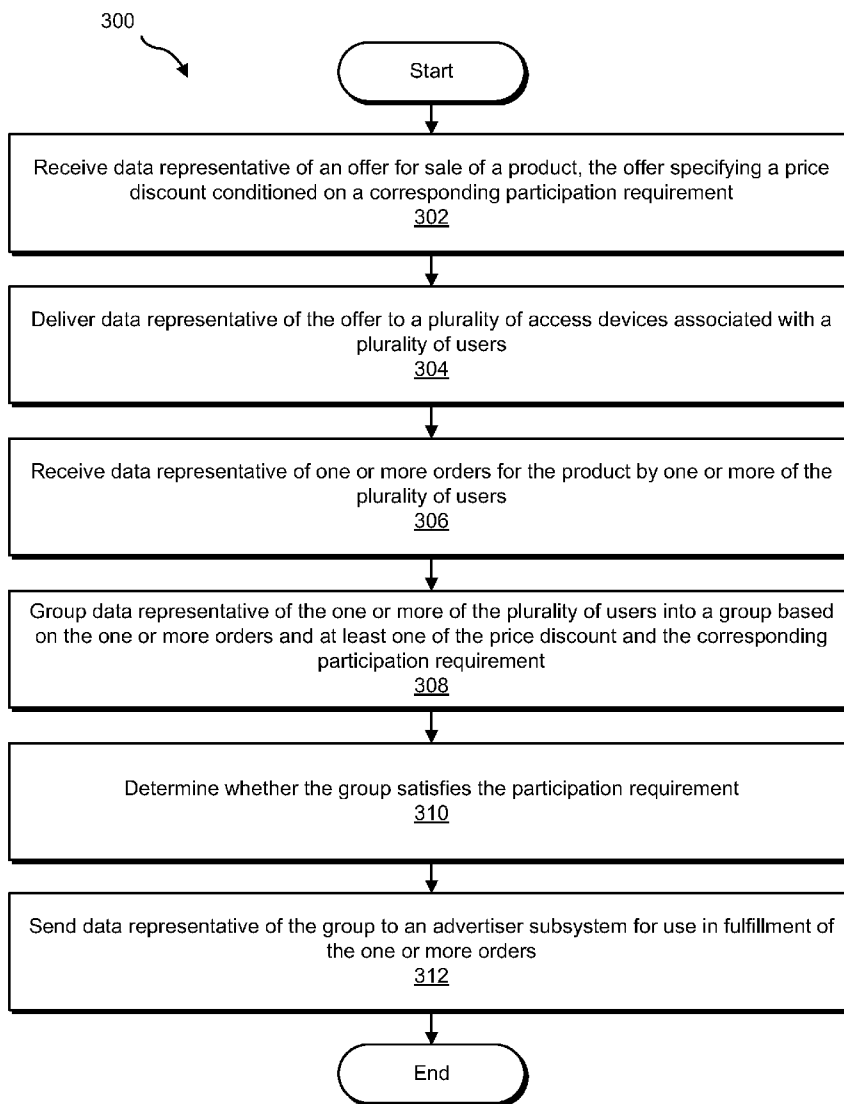 300
Start
Receive data representative of an offer for sale of a product, the offer specifying a price
discount conditioned on a corresponding participation requirement
302
Deliver data representative of the offer to a plurality of access devices associated with a
plurality of users
304
Receive data representative of one or more orders for the product by one or more of the
plurality of users
306
Group data representative of the one or more of the plurality of users into a group based
on the one or more orders and at least one of the price discount and the corresponding
participation requirement
308
Determine whether the group satisfies the participation requirement
310
Send data representative of the group to an advertiser subsystem for use in fulfillment of
the one or more orders
312
End